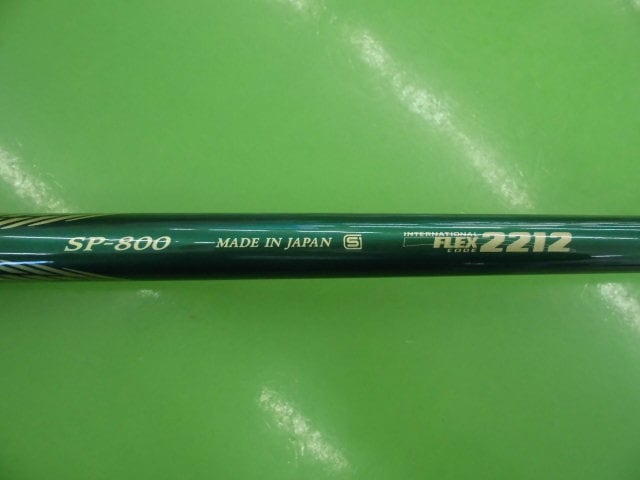 SP-800 MADE IN JAPAN S INTERNATIONAL FLEX CODE 2212